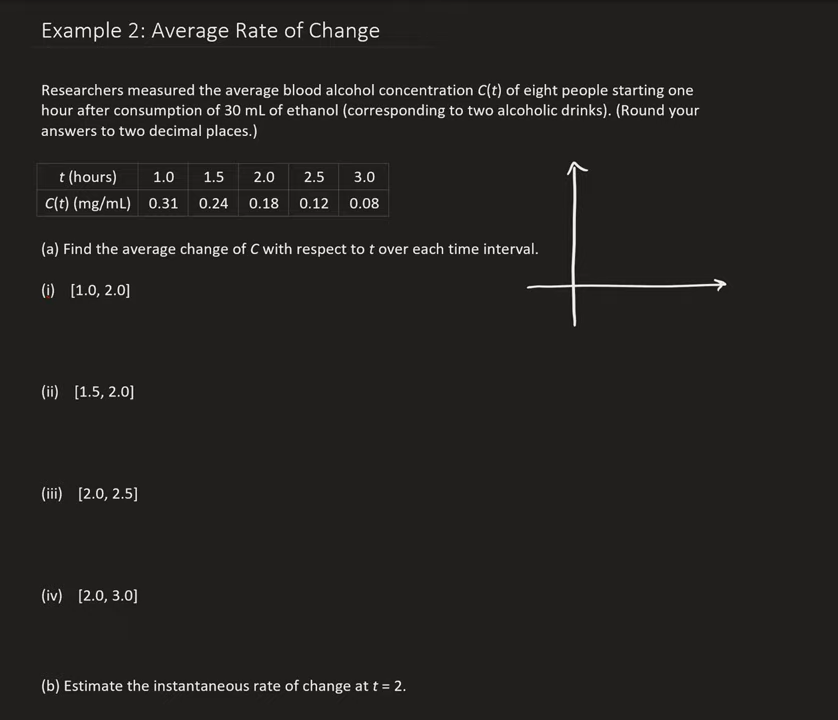 Example 2: Average Rate of Change
Researchers measured the average blood alcohol concentration C(t) of eight people starting one
hour after consumption of 30 mL of ethanol (corresponding to two alcoholic drinks). (Round your
answers to two decimal places.)
t (hours) 1.0 1.5 2.0 2.5 3.0
C(t) (mg/mL) 0.31 0.24 0.18 0.12 0.08
(a) Find the average change of C with respect to t over each time interval.
(i) [1.0, 2.0]
(ii) [1.5, 2.0]
(iii) [2.0, 2.5]
(iv) [2.0, 3.0]
(b) Estimate the instantaneous rate of change at t = 2.